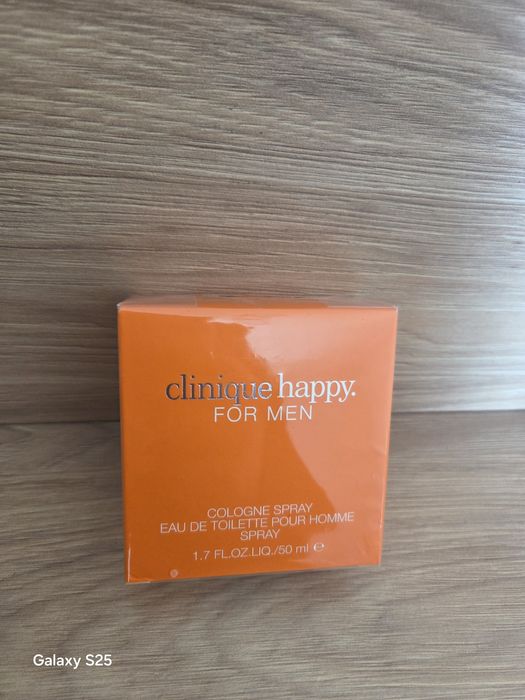 clinique happy.
FOR MEN
COLOGNE SPRAY
EAU DE TOILETTE POUR HOMME
SPRAY
1.7 FL.OZ.LIQ./50 ml ℮
Galaxy S25